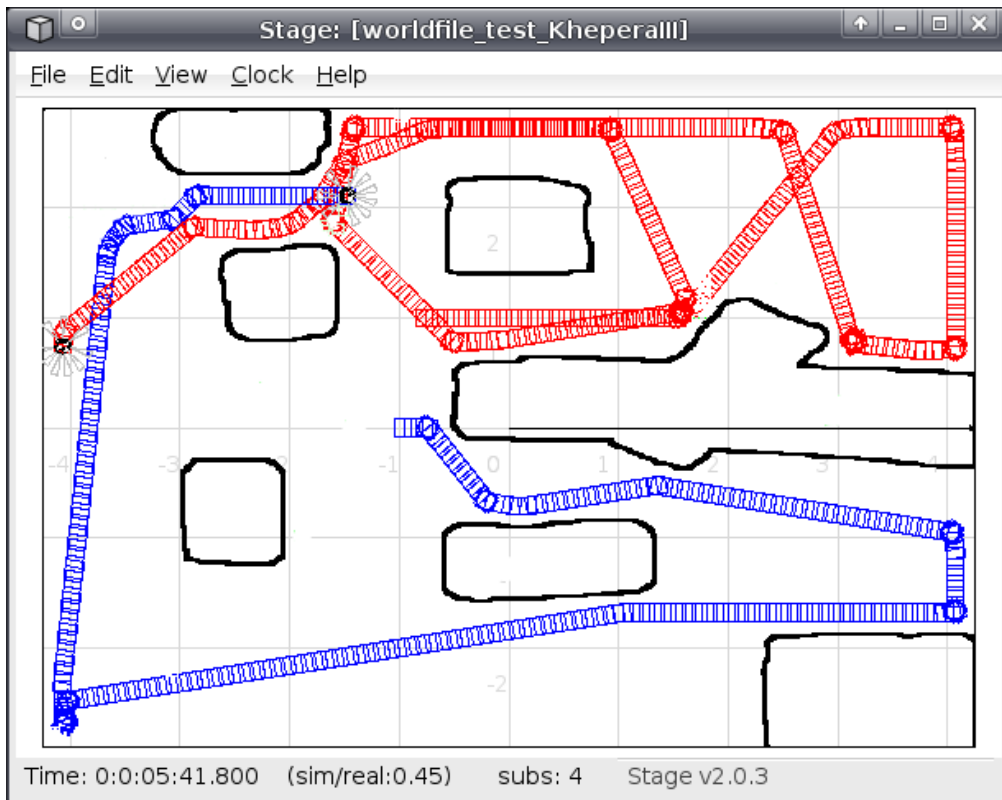 Stage: [worldfile_test_KheperaIII]
File Edit View Clock Help
2
-4 -3 -2 -1 0 1 2 3 4
-2
Time: 0:0:05:41.800 (sim/real:0.45) subs: 4 Stage v2.0.3